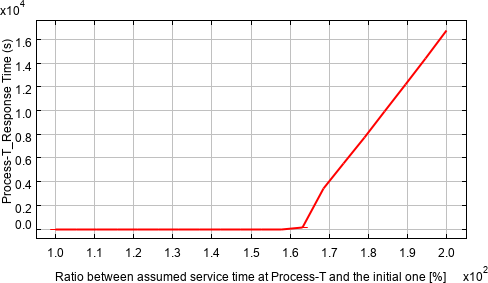 x10^4
Process-T_Response Time (s)
1.6
1.4
1.2
1.0
0.8
0.6
0.4
0.2
0.0
1.0 1.1 1.2 1.3 1.4 1.5 1.6 1.7 1.8 1.9 2.0
Ratio between assumed service time at Process-T and the initial one [%] x10^2